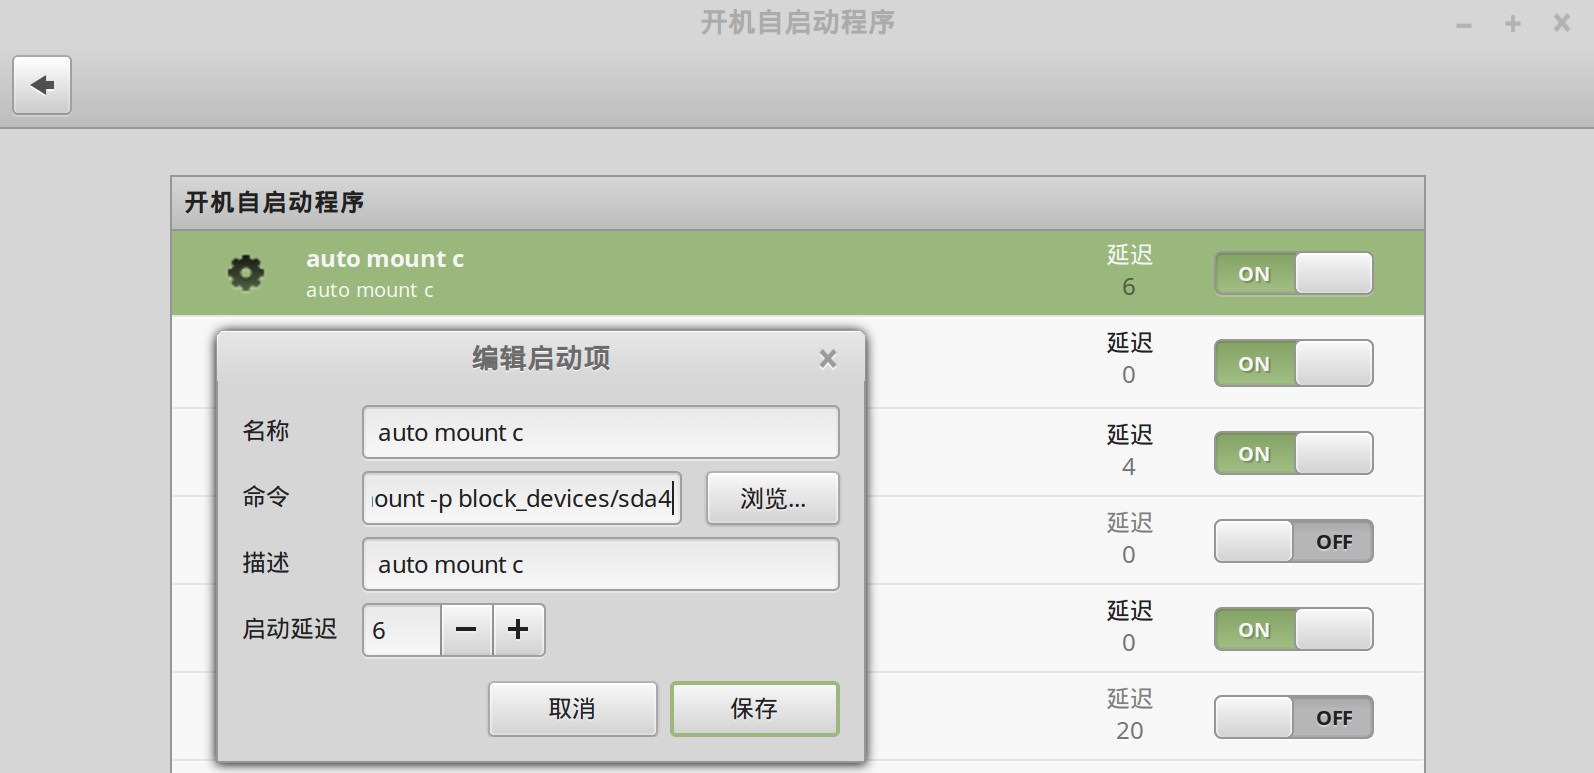 开机自启动程序
开机自启动程序
auto mount c
auto mount c
延迟
6
ON
延迟
0
ON
延迟
4
ON
延迟
0
OFF
延迟
0
ON
延迟
20
OFF
编辑启动项
名称
auto mount c
命令
ount -p block_devices/sda4
浏览...
描述
auto mount c
启动延迟
6
取消
保存